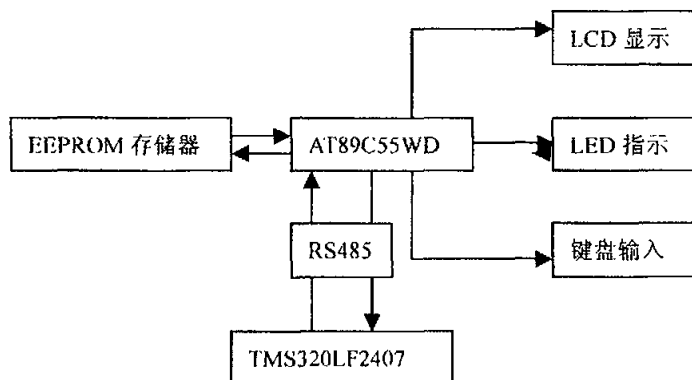 LCD 显示
EEPROM 存储器
AT89C55WD
LED 指示
RS485
键盘输入
TMS320LF2407